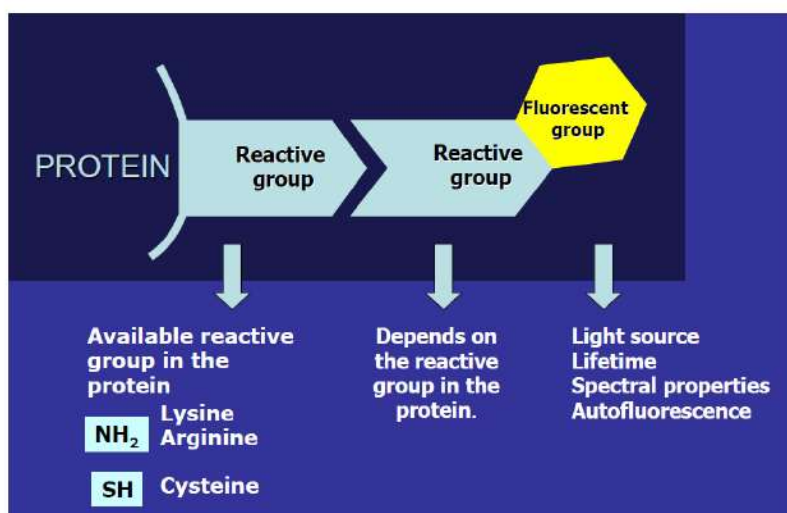 PROTEIN
Reactive
group
Reactive
group
Fluorescent
group
Available reactive
group in the
protein
NH₂
Lysine
Arginine
SH
Cysteine
Depends on
the reactive
group in the
protein.
Light source
Lifetime
Spectral properties
Autofluorescence